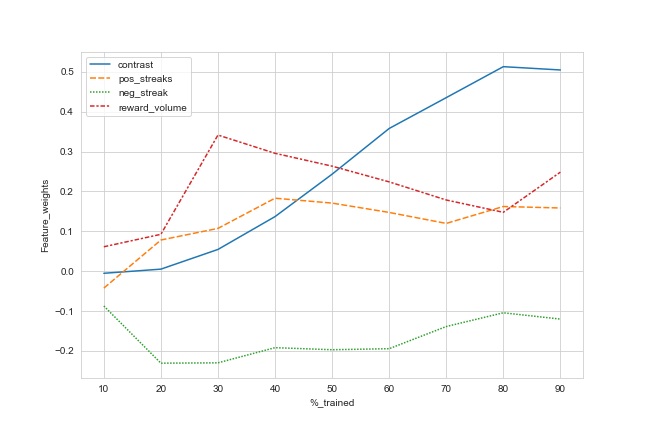 contrast
pos_streaks
neg_streak
reward_volume
0.5
0.4
0.3
0.2
0.1
0.0
−0.1
−0.2
Feature_weights
10 20 30 40 50 60 70 80 90
%_trained